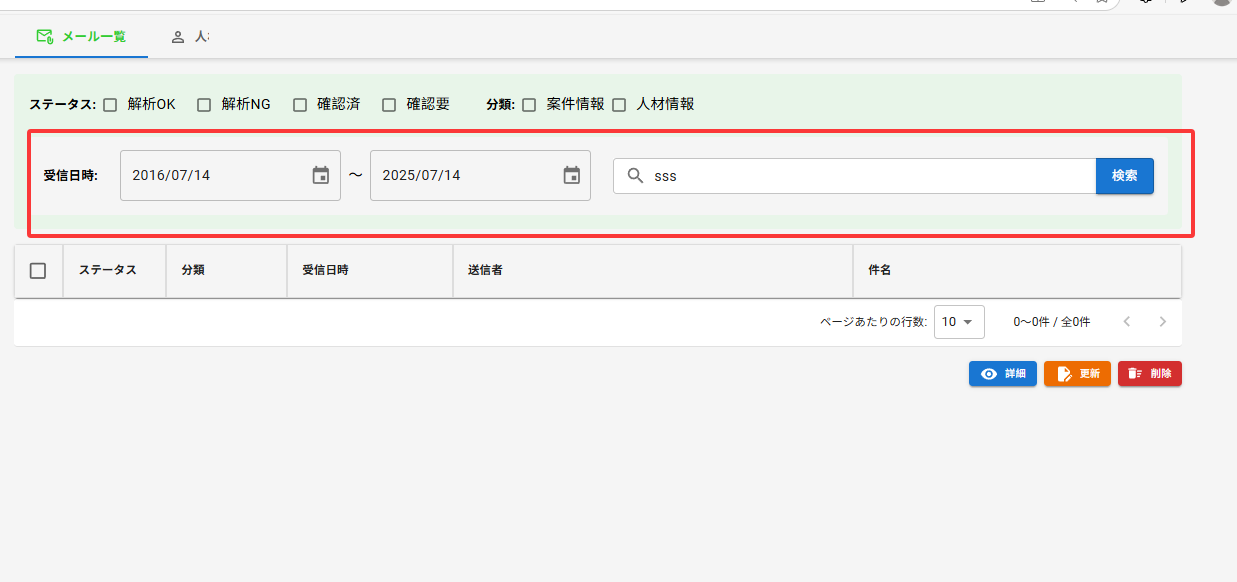 メール一覧 人
ステータス: 解析OK 解析NG 確認済 確認要 分類: 案件情報 人材情報
受信日時: 2016/07/14 ～ 2025/07/14 sss 検索
ステータス 分類 受信日時 送信者 件名
ページあたりの行数: 10 0～0件 / 全0件
詳細 更新 削除